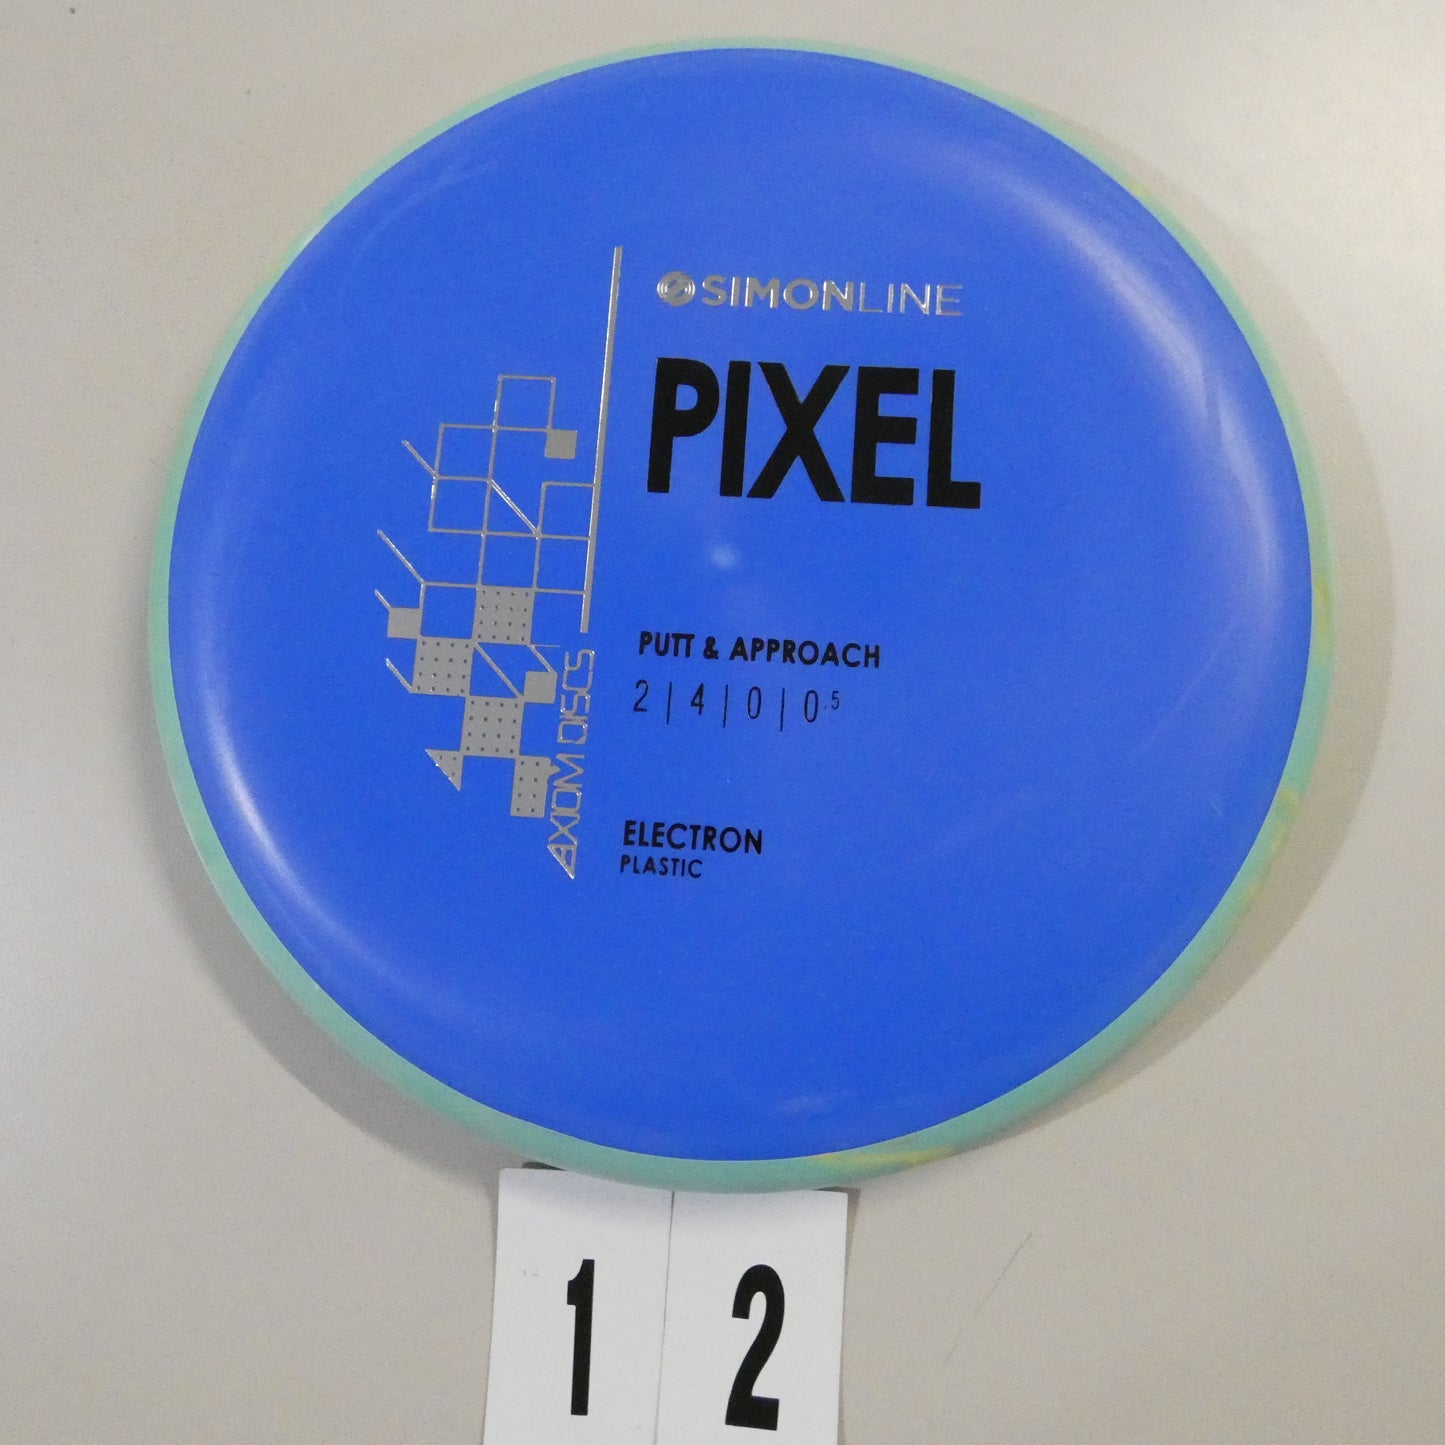 SIMONLINE
PIXEL
PUTT & APPROACH
2 | 4 | 0 | 0.5
ELECTRON
PLASTIC
AXIOM DISCS
1 2